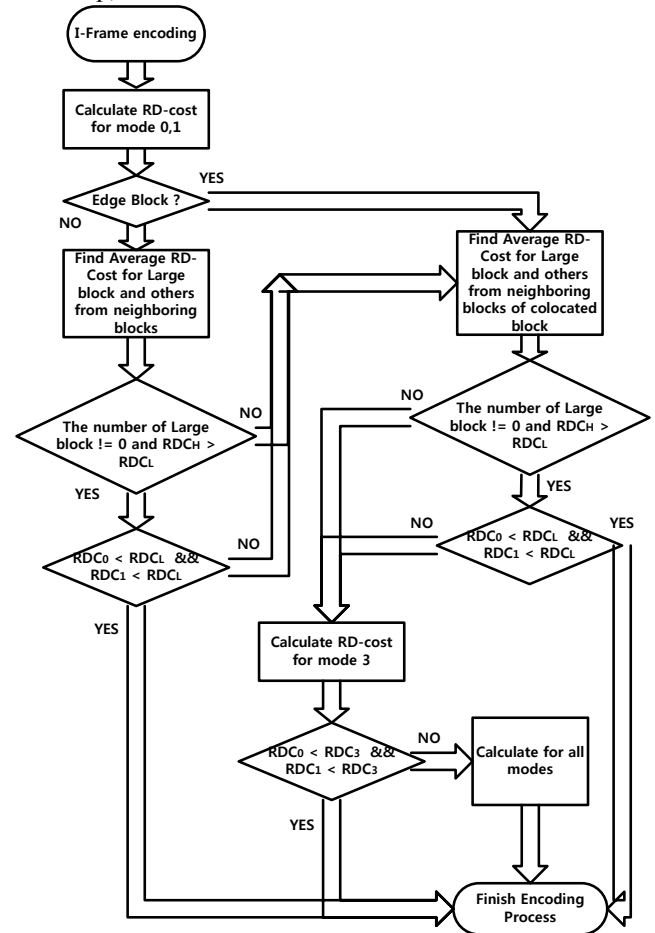 I-Frame encoding
Calculate RD-cost
for mode 0,1
YES
Edge Block ?
NO
Find Average RD-
Cost for Large
block and others
from neighboring
blocks
Find Average RD-
Cost for Large
block and others
from neighboring
blocks of colocated
block
NO
The number of Large
block != 0 and RDCH >
RDCL
YES
NO
The number of Large
block != 0 and RDCH >
RDCL
YES
NO
RDC0 < RDCL &&
RDC1 < RDCL
YES
NO
RDC0 < RDCL &&
RDC1 < RDCL
YES
Calculate RD-cost
for mode 3
RDC0 < RDC3 &&
RDC1 < RDC3
NO
YES
Calculate for all
modes
Finish Encoding
Process